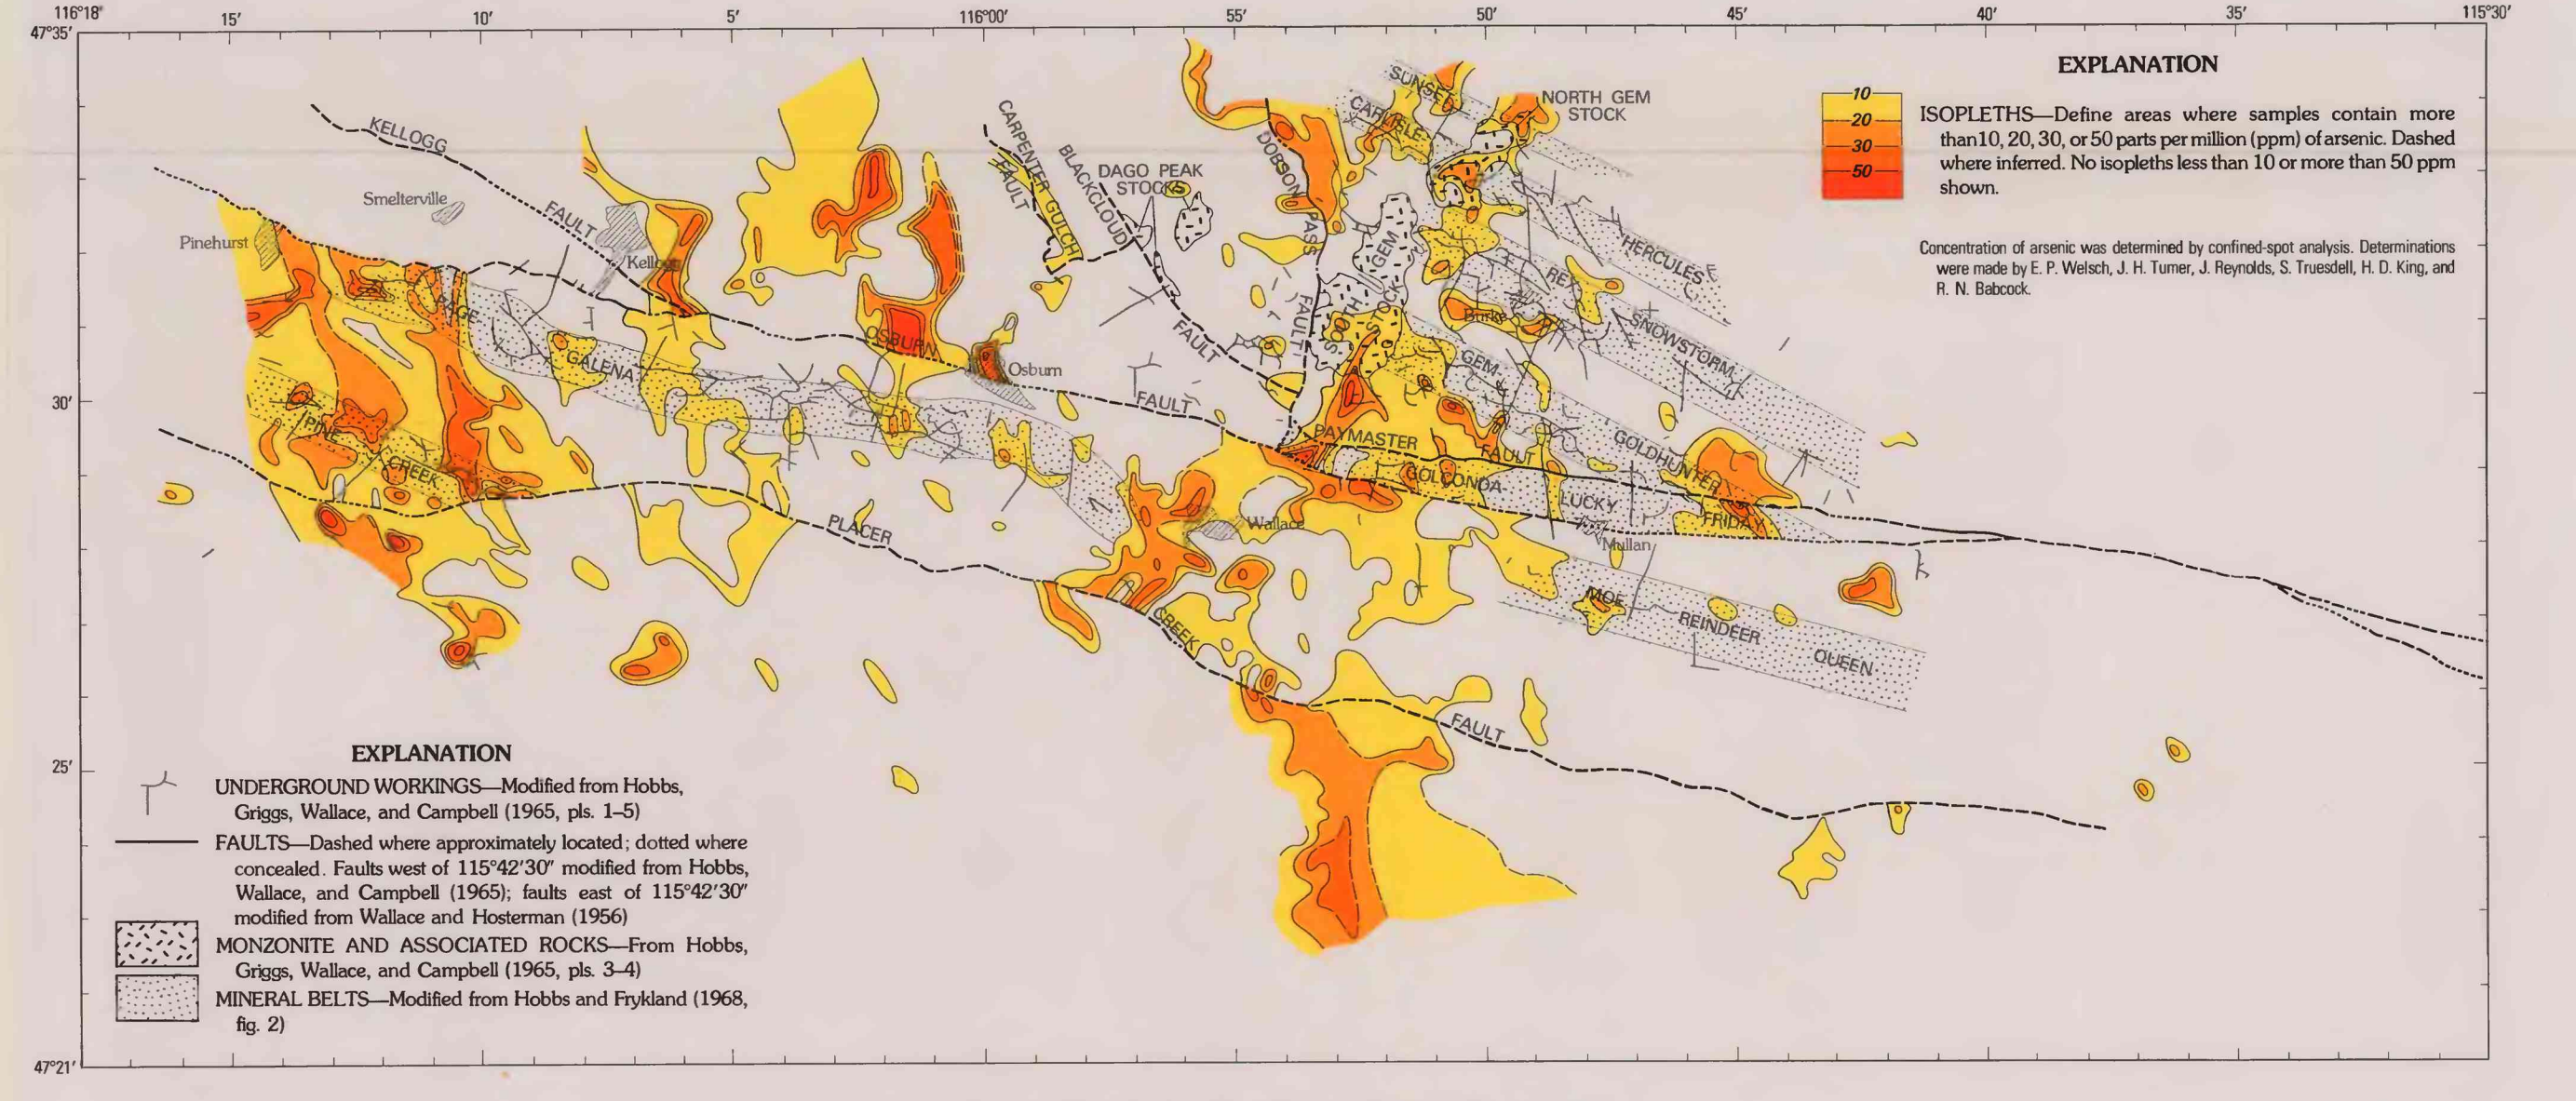 116°18″
15′
10′
5′
116°00′
55′
50′
45′
40′
35′
115°30′
47°35′
EXPLANATION
10
20
30
50
ISOPLETHS—Define areas where samples contain more
than 10, 20, 30, or 50 parts per million (ppm) of arsenic. Dashed
where inferred. No isopleths less than 10 or more than 50 ppm
shown.
Concentration of arsenic was determined by confined-spot analysis. Determinations
were made by E. P. Welsch, J. H. Turner, J. Reynolds, S. Truesdell, H. D. King, and
R. N. Babcock.
SUNSET
CARLISLE
NORTH GEM
STOCK
KELLOGG
FAULT
CARPENTER GULCH
FAULT
BLACKCLOUD
FAULT
DAGO PEAK
STOCKS
DOBSON
PASS
FAULT
Smelterville
Pinehurst
Kellogg
GEM
STOCK
SOUTH
HERCULES
REX
Burke
SNOWSTORM
PAGE
GALENA
OSBURN
Osburn
FAULT
GEM
30′
PINE
CREEK
PAYMASTER
FAULT
GOLCONDA
GOLDHUNTER
LUCKY
FRIDAY
Wallace
Mullan
PLACER
CREEK
FAULT
MOE
REINDEER
QUEEN
25′
EXPLANATION
UNDERGROUND WORKINGS—Modified from Hobbs,
Griggs, Wallace, and Campbell (1965, pls. 1–5)
FAULTS—Dashed where approximately located; dotted where
concealed. Faults west of 115°42′30″ modified from Hobbs,
Wallace, and Campbell (1965); faults east of 115°42′30″
modified from Wallace and Hosterman (1956)
MONZONITE AND ASSOCIATED ROCKS—From Hobbs,
Griggs, Wallace, and Campbell (1965, pls. 3–4)
MINERAL BELTS—Modified from Hobbs and Frykland (1968,
fig. 2)
47°21′